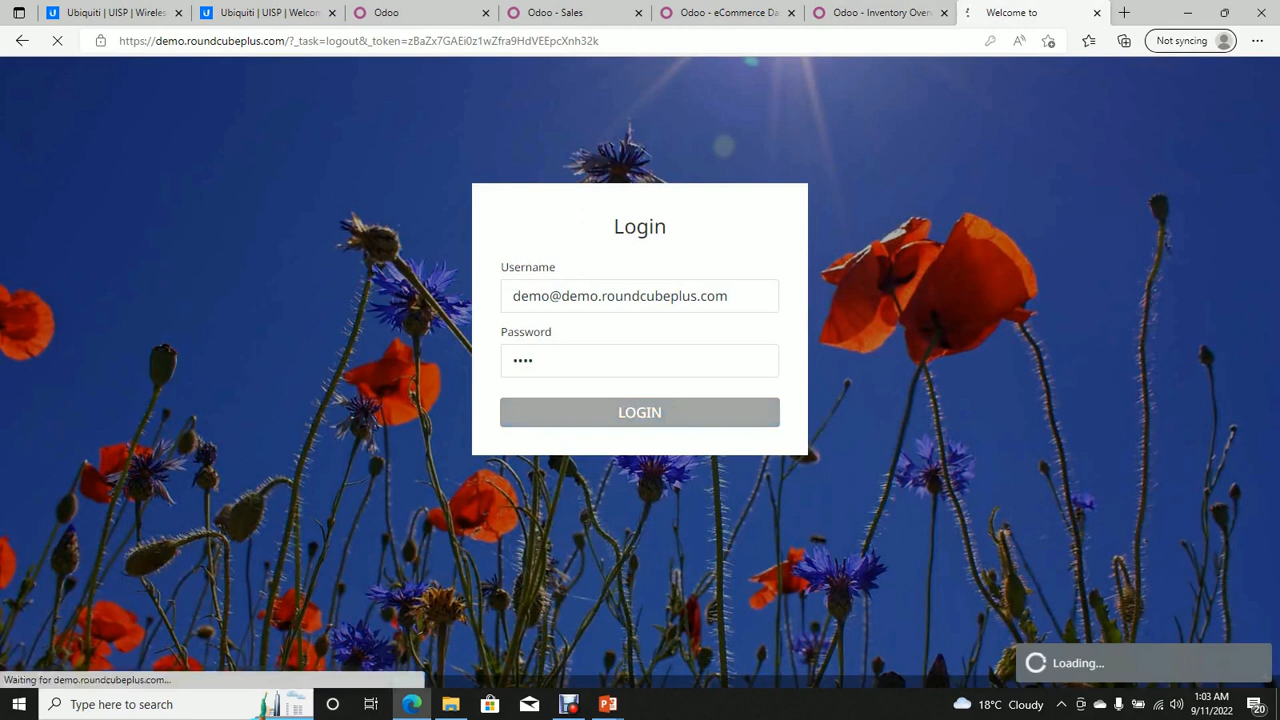 Ubiquiti | UISP | Wireles
Ubiquiti | UISP | Welcom
Odoo
Odoo - Sales
Odoo - eCommerce Da
Odoo - Inventory Over
Welcome to
https://demo.roundcubeplus.com/?_task=logout&_token=zBaZx7GAEi0z1wZfra9HdVEEpcXnh32k
Not syncing
Login
Username
demo@demo.roundcubeplus.com
Password
••••
LOGIN
Loading...
Waiting for demo.roundcubeplus.com...
Type here to search
18°C Cloudy
1:03 AM
9/11/2022
20